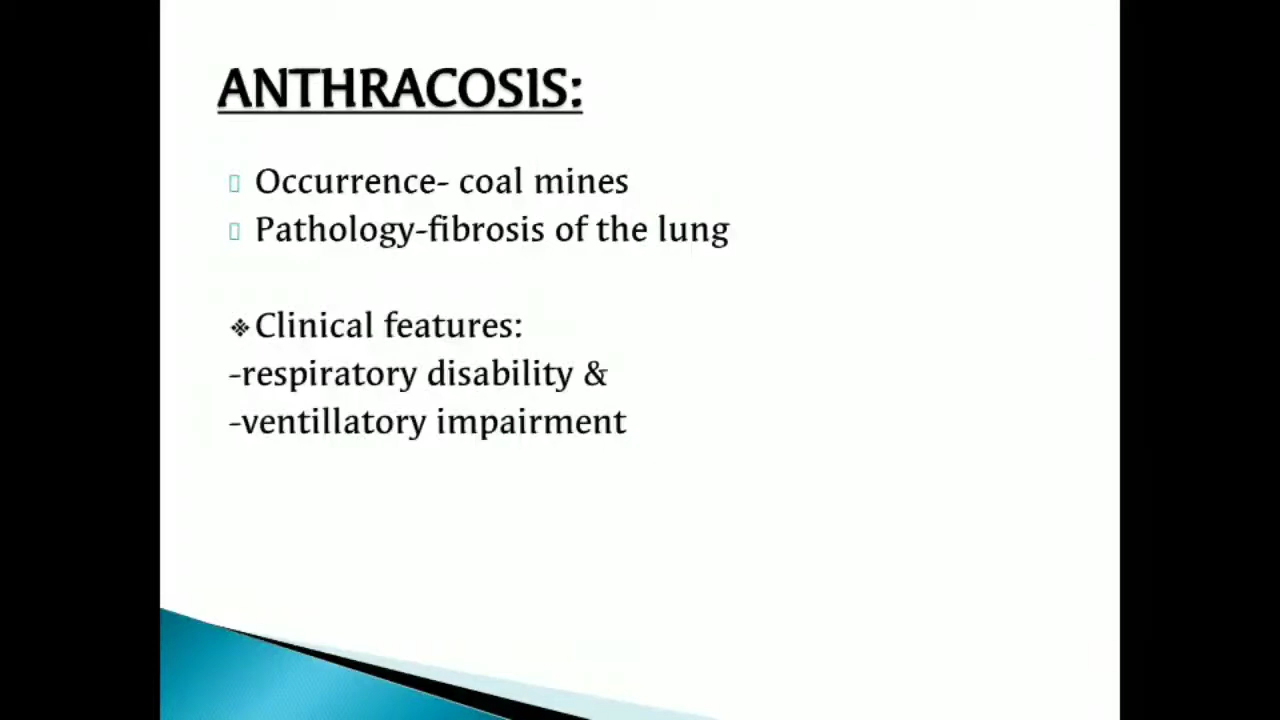 ANTHRACOSIS:
Occurrence- coal mines
Pathology-fibrosis of the lung
❖Clinical features:
-respiratory disability &
-ventillatory impairment